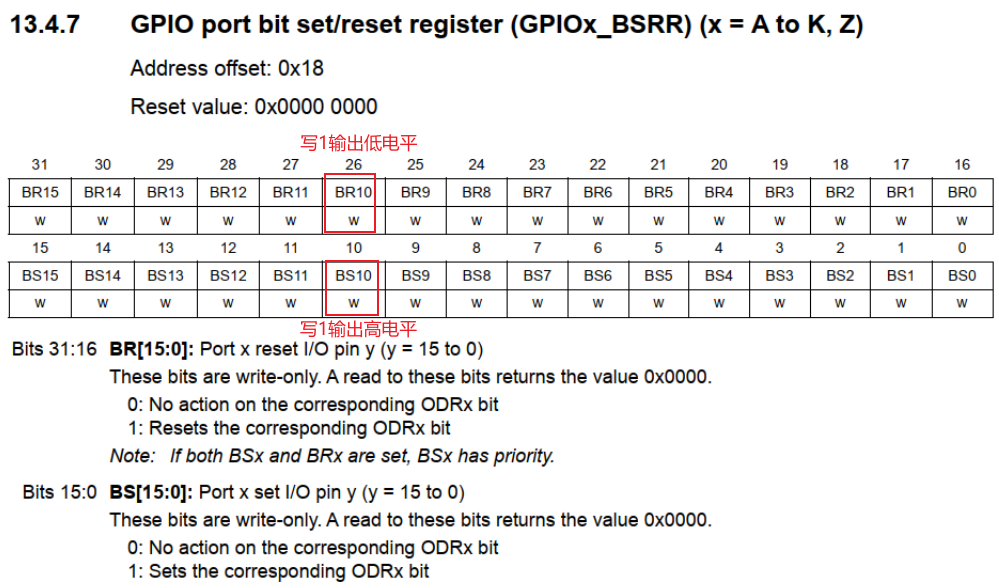 13.4.7 GPIO port bit set/reset register (GPIOx_BSRR) (x = A to K, Z)
Address offset: 0x18
Reset value: 0x0000 0000
写1输出低电平
31 30 29 28 27 26 25 24 23 22 21 20 19 18 17 16
BR15 BR14 BR13 BR12 BR11 BR10 BR9 BR8 BR7 BR6 BR5 BR4 BR3 BR2 BR1 BR0
w w w w w w w w w w w w w w w w
15 14 13 12 11 10 9 8 7 6 5 4 3 2 1 0
BS15 BS14 BS13 BS12 BS11 BS10 BS9 BS8 BS7 BS6 BS5 BS4 BS3 BS2 BS1 BS0
w w w w w w w w w w w w w w w w
写1输出高电平
Bits 31:16 BR[15:0]: Port x reset I/O pin y (y = 15 to 0)
These bits are write-only. A read to these bits returns the value 0x0000.
0: No action on the corresponding ODRx bit
1: Resets the corresponding ODRx bit
Note: If both BSx and BRx are set, BSx has priority.
Bits 15:0 BS[15:0]: Port x set I/O pin y (y = 15 to 0)
These bits are write-only. A read to these bits returns the value 0x0000.
0: No action on the corresponding ODRx bit
1: Sets the corresponding ODRx bit